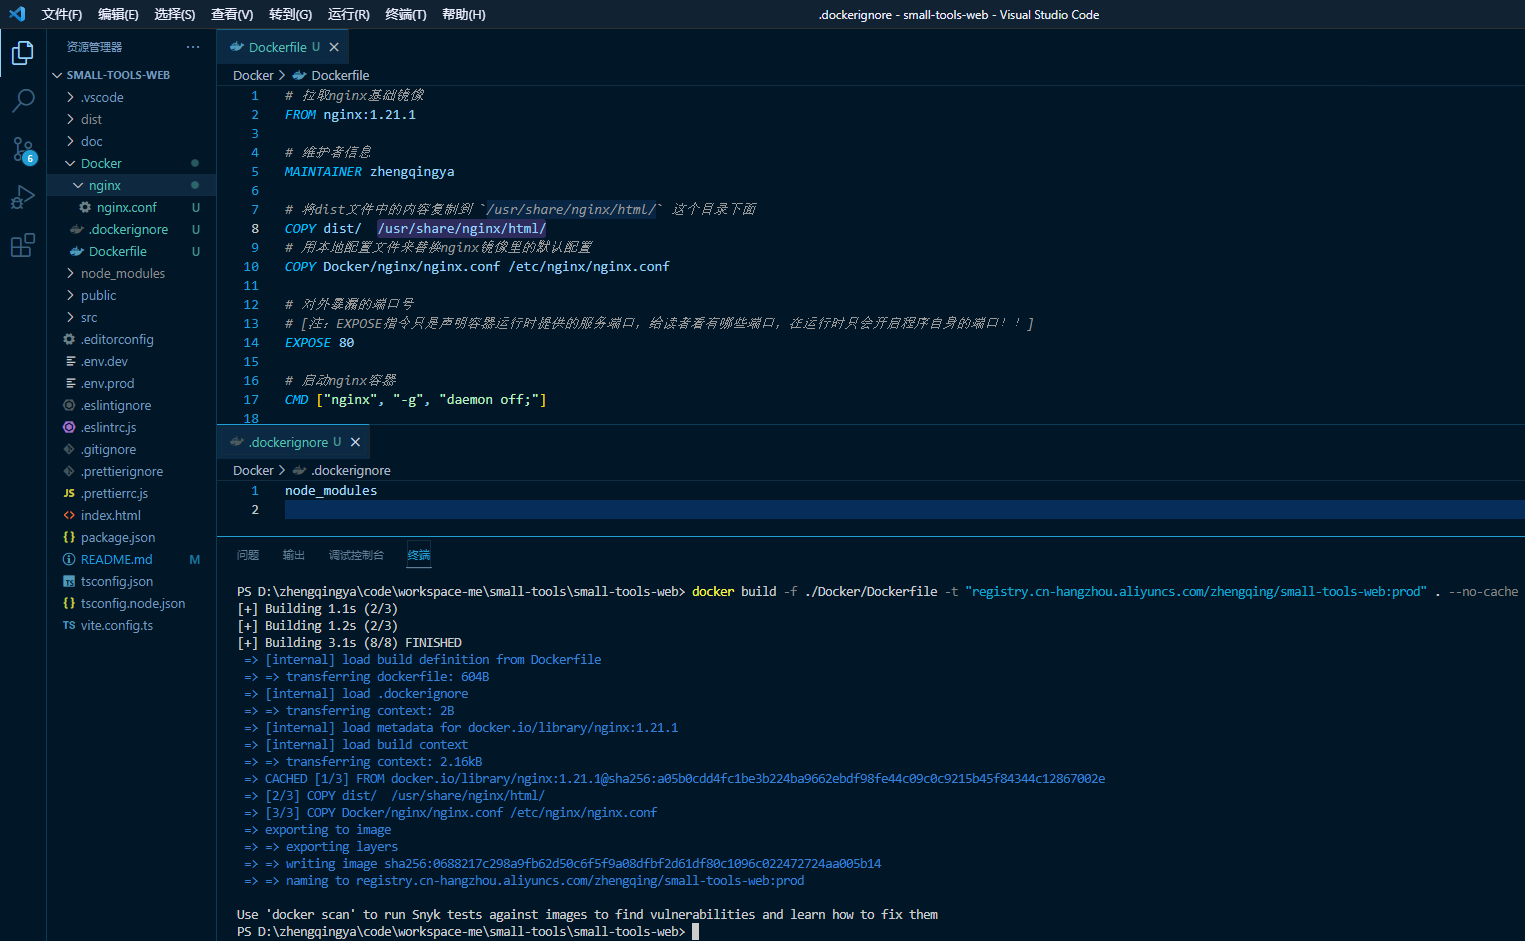 文件(F) 编辑(E) 选择(S) 查看(V) 转到(G) 运行(R) 终端(T) 帮助(H) .dockerignore - small-tools-web - Visual Studio Code
资源管理器 ···
SMALL-TOOLS-WEB
.vscode
dist
doc
Docker
nginx
nginx.conf U
.dockerignore U
Dockerfile U
node_modules
public
src
.editorconfig
.env.dev
.env.prod
.eslintignore
.eslintrc.js
.gitignore
.prettierignore
JS .prettierrc.js
<> index.html
{} package.json
README.md M
TS tsconfig.json
{} tsconfig.node.json
TS vite.config.ts
6
Dockerfile U ×
Docker > Dockerfile
1 # 拉取nginx基础镜像
2 FROM nginx:1.21.1
3
4 # 维护者信息
5 MAINTAINER zhengqingya
6
7 # 将dist文件中的内容复制到 `/usr/share/nginx/html/` 这个目录下面
8 COPY dist/  /usr/share/nginx/html/
9 # 用本地配置文件来替换nginx镜像里的默认配置
10 COPY Docker/nginx/nginx.conf /etc/nginx/nginx.conf
11
12 # 对外暴漏的端口号
13 # [注：EXPOSE指令只是声明容器运行时提供的服务端口，给读者看有哪些端口，在运行时只会开启程序自身的端口！！]
14 EXPOSE 80
15
16 # 启动nginx容器
17 CMD ["nginx", "-g", "daemon off;"]
18
.dockerignore U ×
Docker > .dockerignore
1 node_modules
2
问题 输出 调试控制台 终端
PS D:\zhengqingya\code\workspace-me\small-tools\small-tools-web> docker build -f ./Docker/Dockerfile -t "registry.cn-hangzhou.aliyuncs.com/zhengqing/small-tools-web:prod" . --no-cache
[+] Building 1.1s (2/3)
[+] Building 1.2s (2/3)
[+] Building 3.1s (8/8) FINISHED
=> [internal] load build definition from Dockerfile
=> => transferring dockerfile: 604B
=> [internal] load .dockerignore
=> => transferring context: 2B
=> [internal] load metadata for docker.io/library/nginx:1.21.1
=> [internal] load build context
=> => transferring context: 2.16kB
=> CACHED [1/3] FROM docker.io/library/nginx:1.21.1@sha256:a05b0cdd4fc1be3b224ba9662ebdf98fe44c09c0c9215b45f84344c12867002e
=> [2/3] COPY dist/  /usr/share/nginx/html/
=> [3/3] COPY Docker/nginx/nginx.conf /etc/nginx/nginx.conf
=> exporting to image
=> => exporting layers
=> => writing image sha256:0688217c298a9fb62d50c6f5f9a08dfbf2d61df80c1096c022472724aa005b14
=> => naming to registry.cn-hangzhou.aliyuncs.com/zhengqing/small-tools-web:prod
Use 'docker scan' to run Snyk tests against images to find vulnerabilities and learn how to fix them
PS D:\zhengqingya\code\workspace-me\small-tools\small-tools-web>